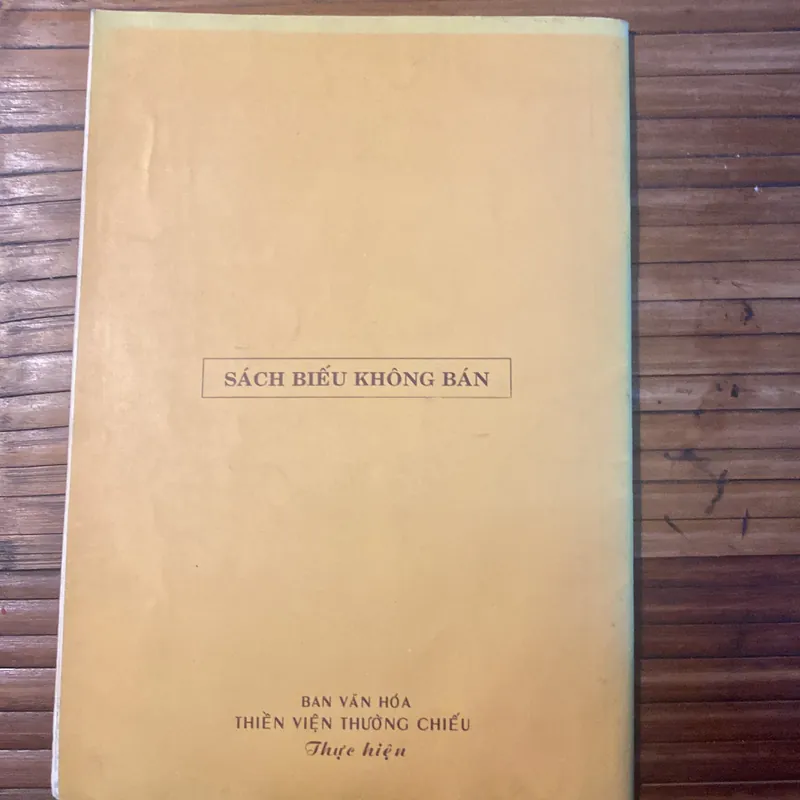 SÁCH BIẾU KHÔNG BÁN
BAN VĂN HÓA
THIỀN VIỆN THƯỜNG CHIẾU
Thực hiện